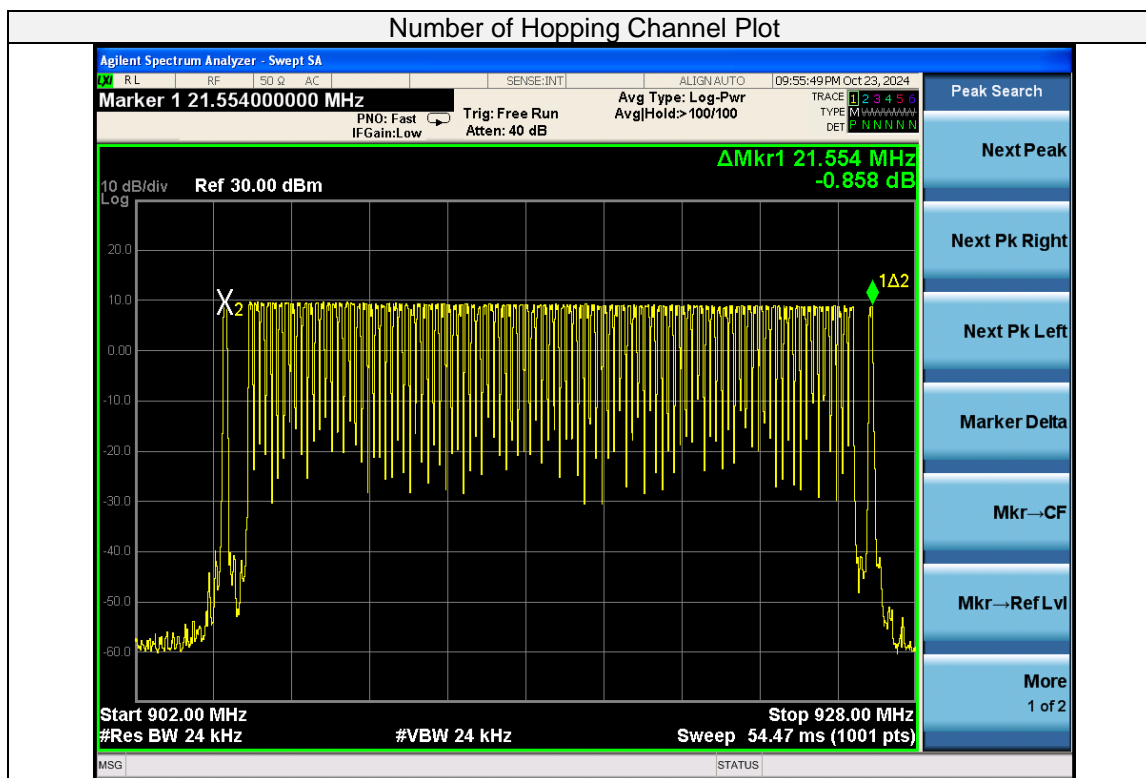 Number of Hopping Channel Plot
Agilent Spectrum Analyzer - Swept SA
LXI RL RF 50 Ω AC SENSE:INT ALIGN AUTO 09:55:49 PM Oct 23, 2024
Marker 1 21.554000000 MHz
PNO: Fast
IFGain:Low
Trig: Free Run
Atten: 40 dB
Avg Type: Log-Pwr
Avg|Hold:>100/100
TRACE 1 2 3 4 5 6
TYPE M
DET P N N N N N
Peak Search
ΔMkr1 21.554 MHz
-0.858 dB
10 dB/div Ref 30.00 dBm
Log
20.0
10.0
0.00
-10.0
-20.0
-30.0
-40.0
-50.0
-60.0
2
1Δ2
Start 902.00 MHz
Stop 928.00 MHz
#Res BW 24 kHz
#VBW 24 kHz
Sweep 54.47 ms (1001 pts)
MSG
STATUS
Next Peak
Next Pk Right
Next Pk Left
Marker Delta
Mkr→CF
Mkr→Ref Lvl
More
1 of 2